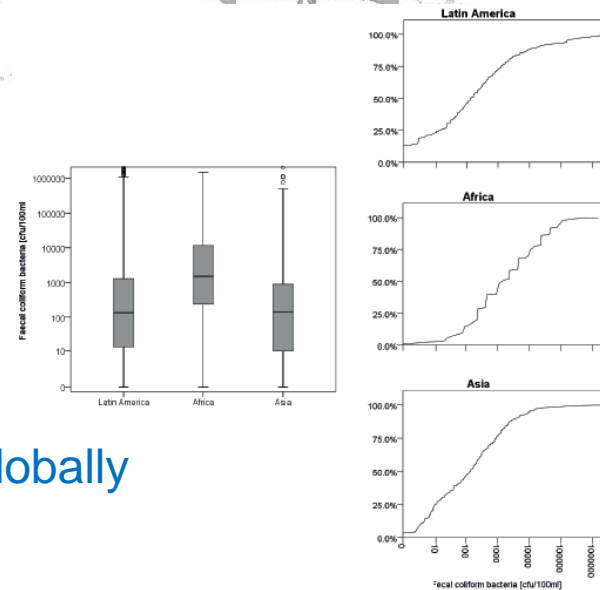 Latin America
100.0%
75.0%
50.0%
25.0%
0.0%
Faecal coliform bacteria [cfu/100ml
1000000
100000
10000
1000
100
10
0
Latin America Africa Asia
Africa
100.0%
75.0%
50.0%
25.0%
0.0%
lobally
Asia
100.0%
75.0%
50.0%
25.0%
0.0%
0 10 100 1000 10000 100000 1000000
ecal coliform bacteria [cfu/100ml]